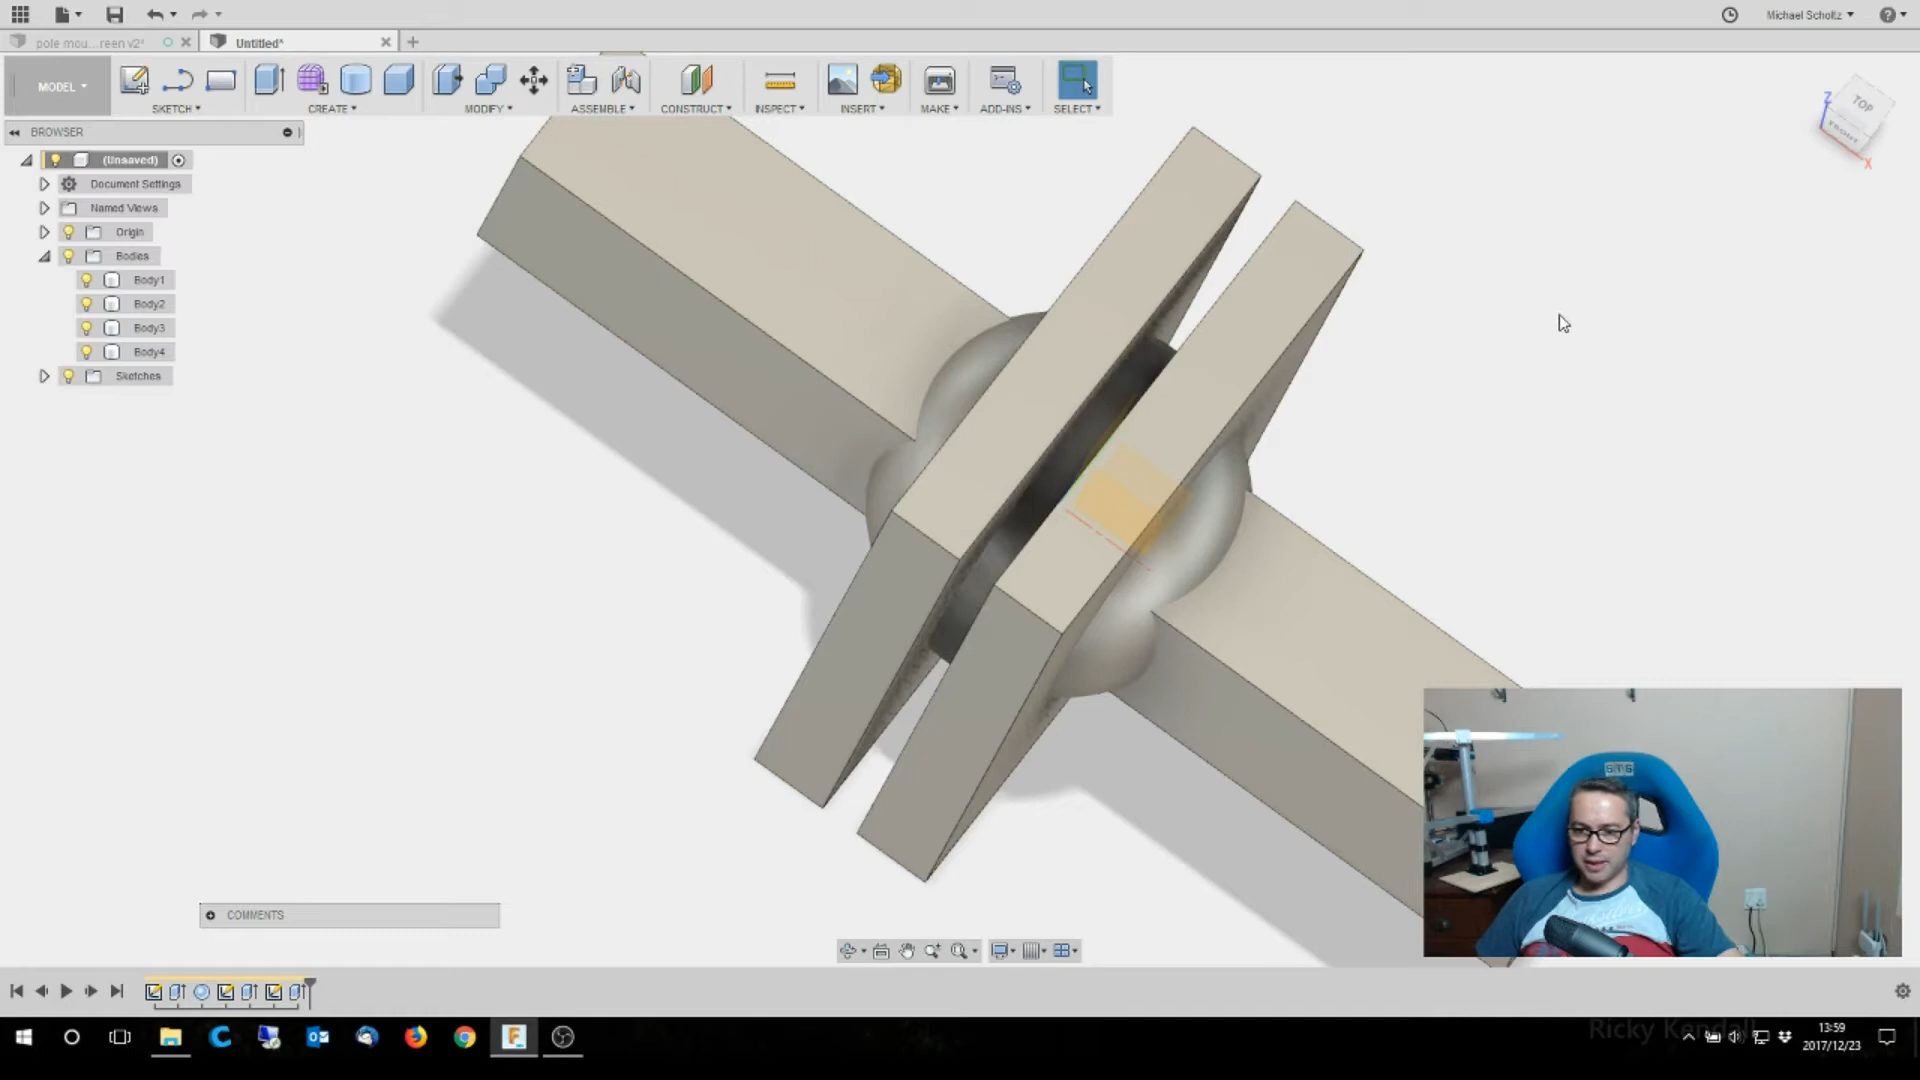 Michael Scholtz
pole mou...reen v2*
Untitled*
MODEL
SKETCH
CREATE
MODIFY
ASSEMBLE
CONSTRUCT
INSPECT
INSERT
MAKE
ADD-INS
SELECT
TOP
FRONT
Z
X
BROWSER
(Unsaved)
Document Settings
Named Views
Origin
Bodies
Body1
Body2
Body3
Body4
Sketches
COMMENTS
STS
13:59
2017/12/23